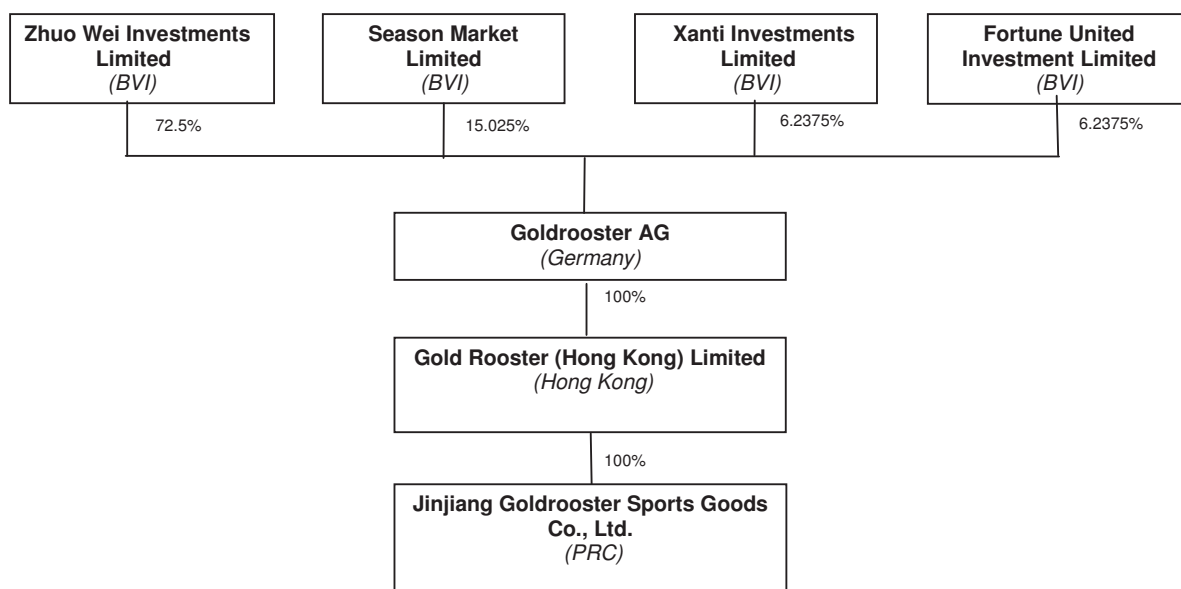 Zhuo Wei Investments
Limited
(BVI)
Season Market
Limited
(BVI)
Xanti Investments
Limited
(BVI)
Fortune United
Investment Limited
(BVI)
72.5%
15.025%
6.2375%
6.2375%
Goldrooster AG
(Germany)
100%
Gold Rooster (Hong Kong) Limited
(Hong Kong)
100%
Jinjiang Goldrooster Sports Goods
Co., Ltd.
(PRC)